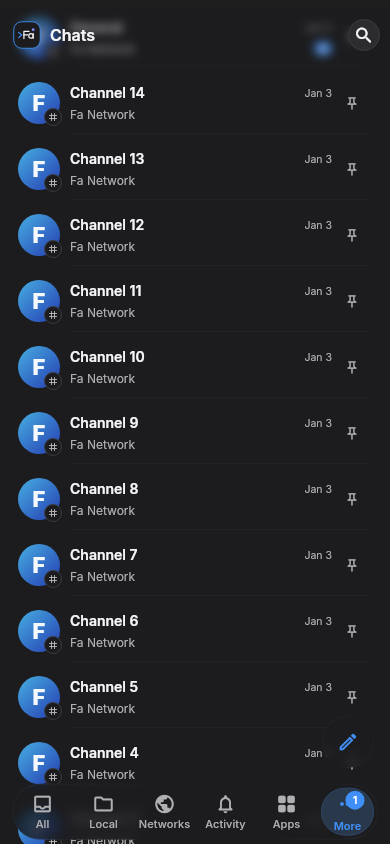 Fa
Chats
Channel 14
Jan 3
Fa Network
F
Channel 13
Jan 3
Fa Network
F
Channel 12
Jan 3
Fa Network
F
Channel 11
Jan 3
Fa Network
F
Channel 10
Jan 3
Fa Network
F
Channel 9
Jan 3
Fa Network
F
Channel 8
Jan 3
Fa Network
F
Channel 7
Jan 3
Fa Network
F
Channel 6
Jan 3
Fa Network
F
Channel 5
Jan 3
Fa Network
F
Channel 4
Jan
Fa Network
F
All
Local
Networks
Activity
Apps
1
More